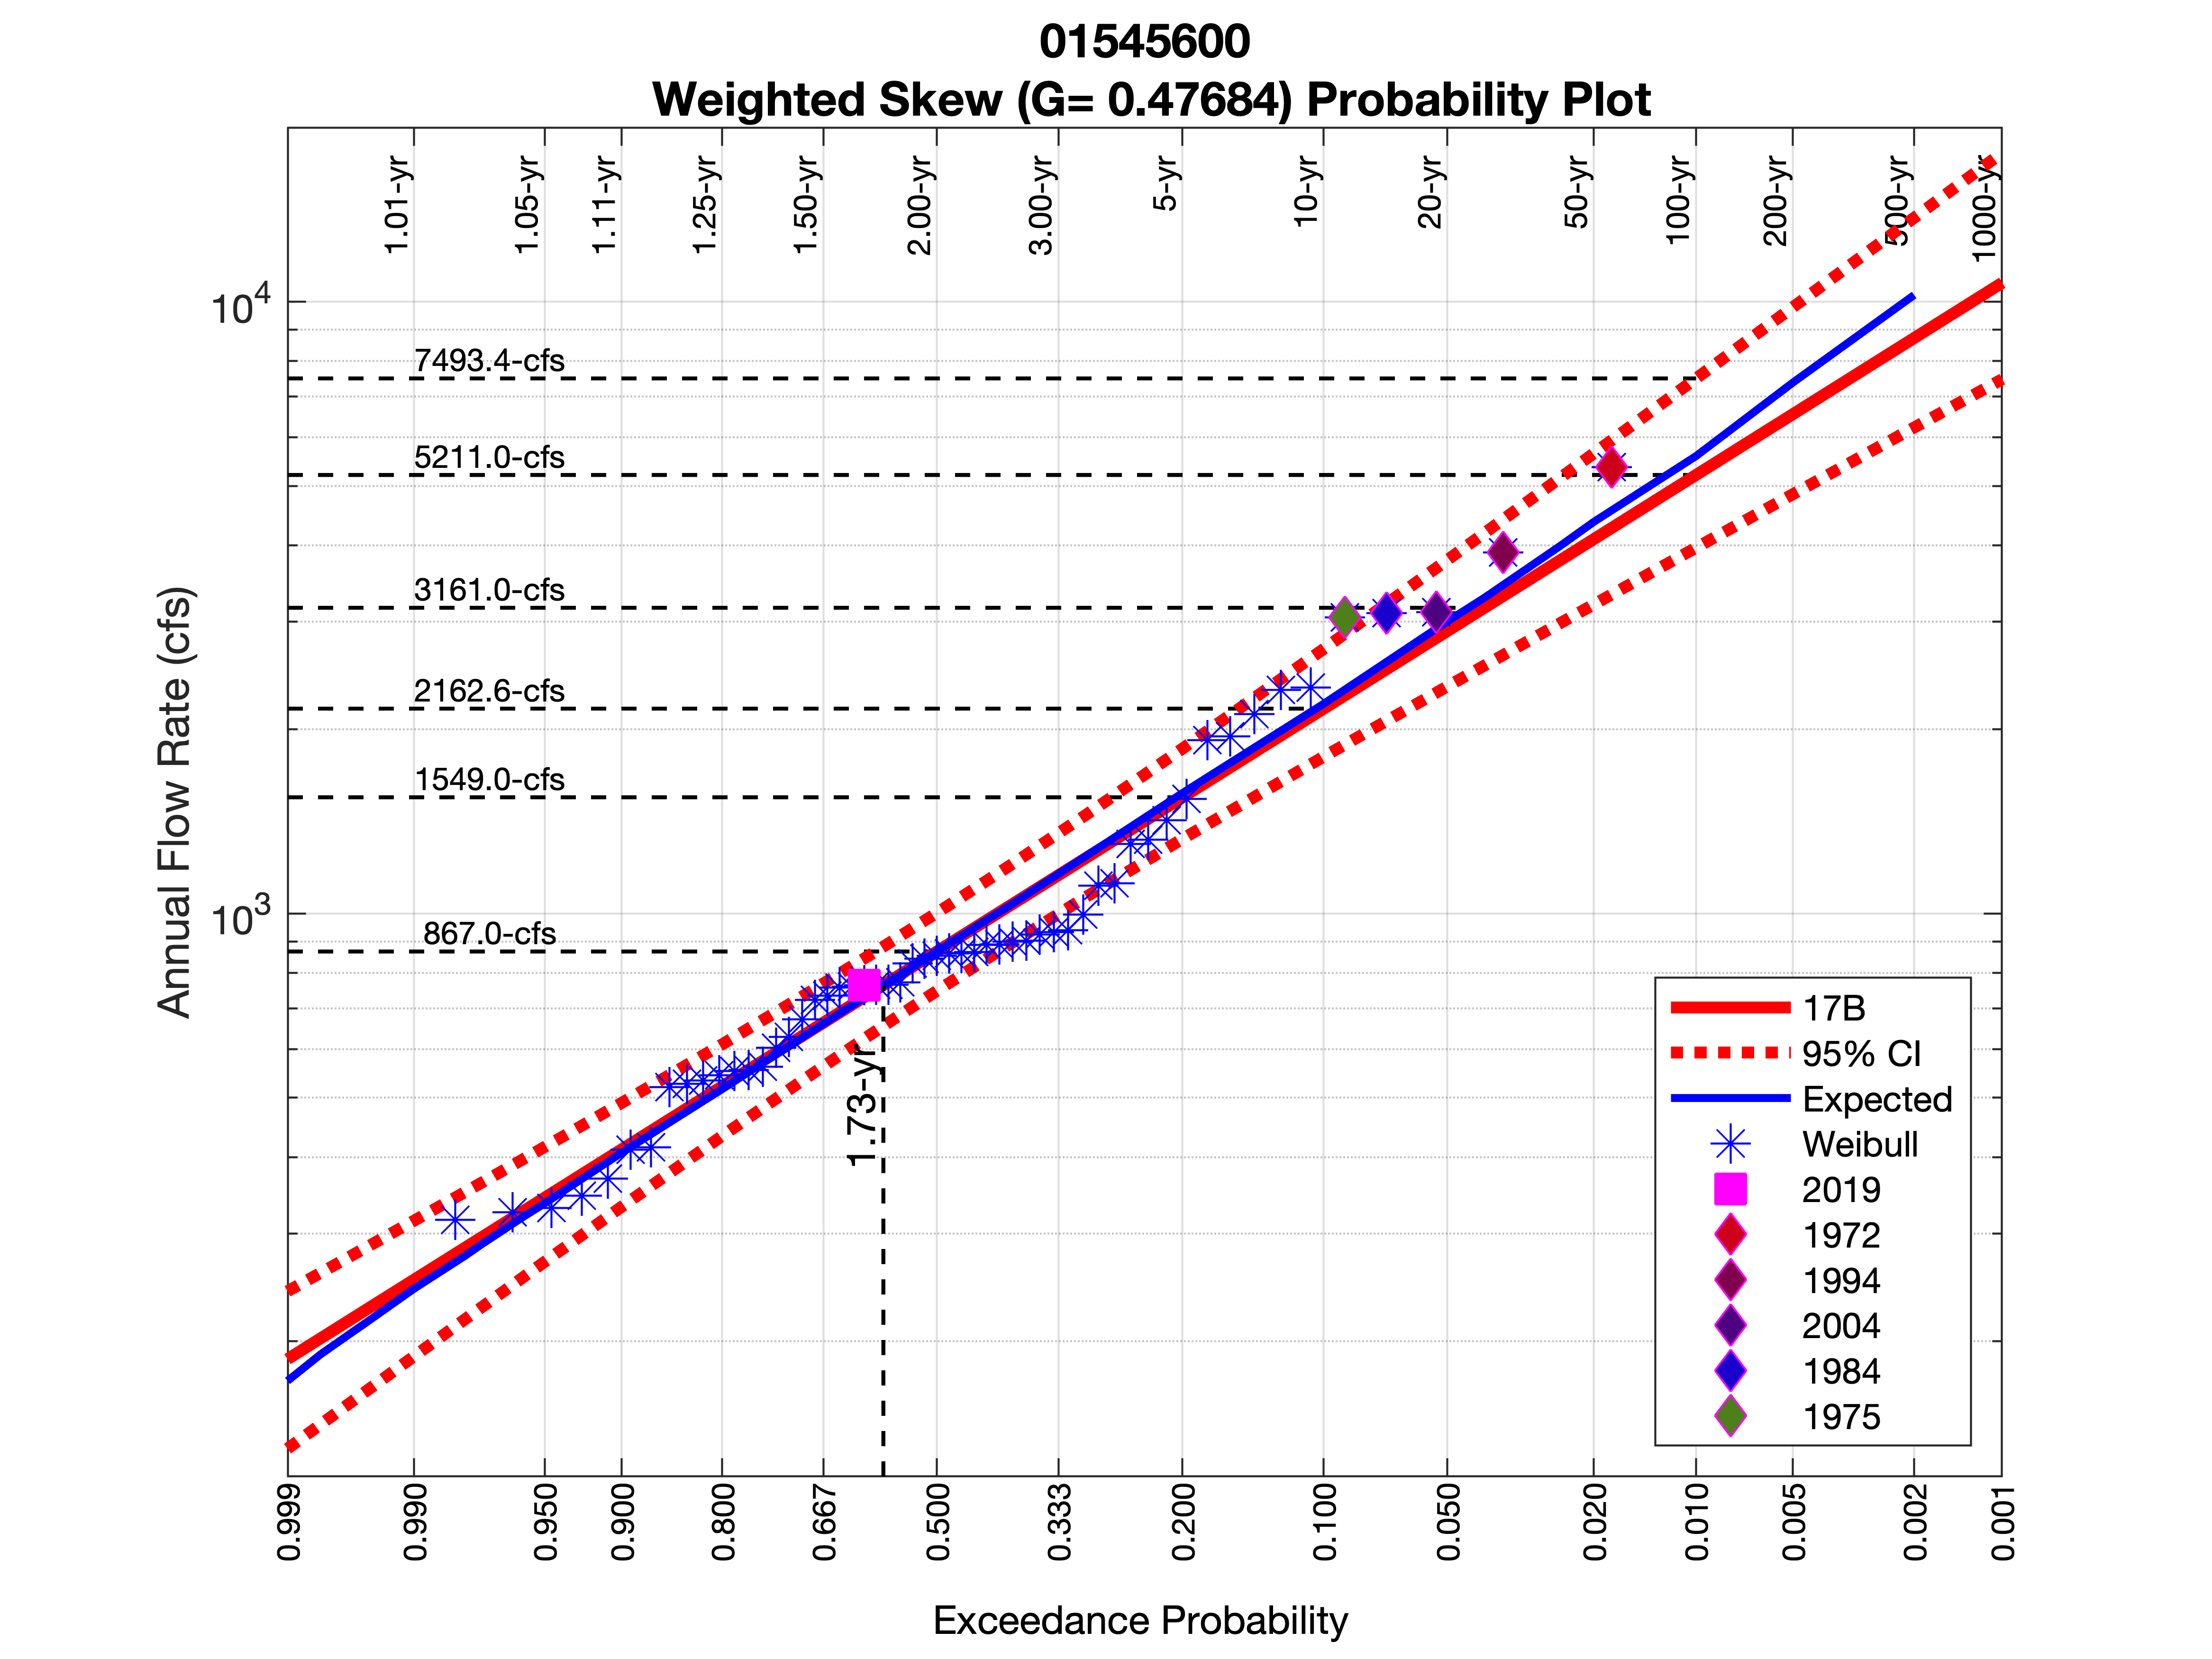 01545600
Weighted Skew (G= 0.47684) Probability Plot
1.01-yr
1.05-yr
1.11-yr
1.25-yr
1.50-yr
2.00-yr
3.00-yr
5-yr
10-yr
20-yr
50-yr
100-yr
200-yr
500-yr
1000-yr
10^4
10^3
Annual Flow Rate (cfs)
7493.4-cfs
5211.0-cfs
3161.0-cfs
2162.6-cfs
1549.0-cfs
867.0-cfs
1.73-yr
17B
95% CI
Expected
Weibull
2019
1972
1994
2004
1984
1975
0.999
0.990
0.950
0.900
0.800
0.667
0.500
0.333
0.200
0.100
0.050
0.020
0.010
0.005
0.002
0.001
Exceedance Probability